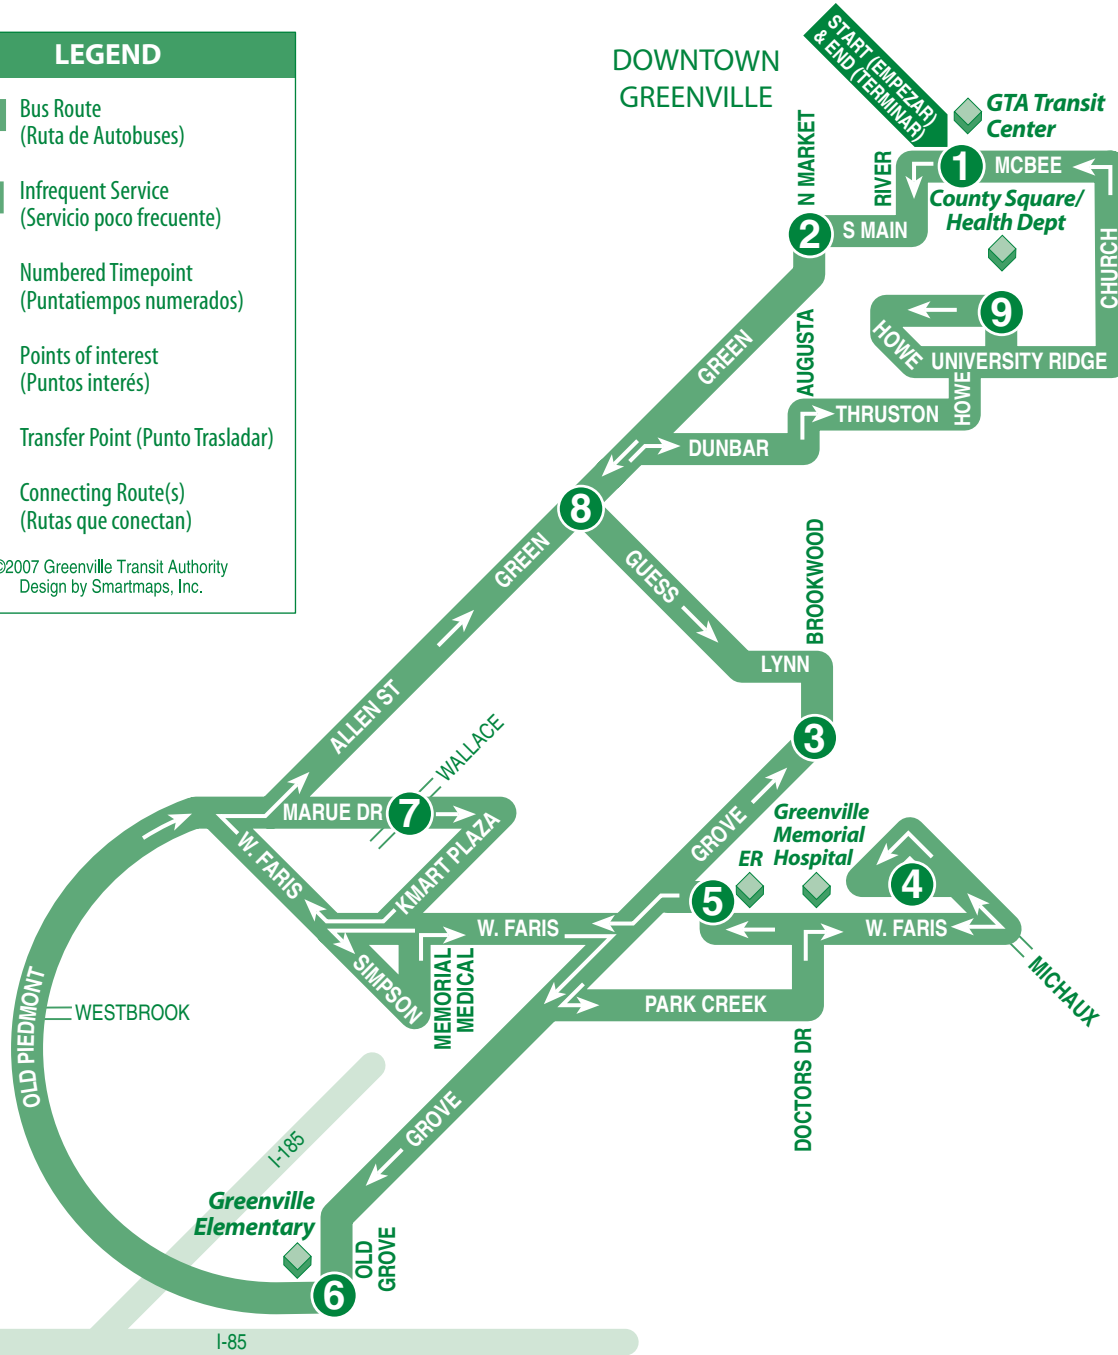 LEGEND
Bus Route
(Ruta de Autobuses)
Infrequent Service
(Servicio poco frecuente)
Numbered Timepoint
(Puntatiempos numerados)
Points of interest
(Puntos interés)
Transfer Point (Punto Trasladar)
Connecting Route(s)
(Rutas que conectan)
©2007 Greenville Transit Authority
Design by Smartmaps, Inc.
DOWNTOWN
GREENVILLE
START (EMPEZAR)
& END (TERMINAR)
GTA Transit
Center
1
MCBEE
RIVER
N MARKET
County Square/
Health Dept
2
S MAIN
CHURCH
9
HOWE
UNIVERSITY RIDGE
AUGUSTA
GREEN
THRUSTON
HOWE
DUNBAR
8
GREEN
GUESS
BROOKWOOD
LYNN
ALLEN ST
3
WALLACE
MARUE DR
7
KMART PLAZA
W. FARIS
GROVE
Greenville
Memorial
Hospital
ER
4
5
W. FARIS
W. FARIS
SIMPSON
MEMORIAL
MEDICAL
MICHAUX
OLD PIEDMONT
WESTBROOK
PARK CREEK
DOCTORS DR
GROVE
I-185
Greenville
Elementary
OLD
GROVE
6
I-85